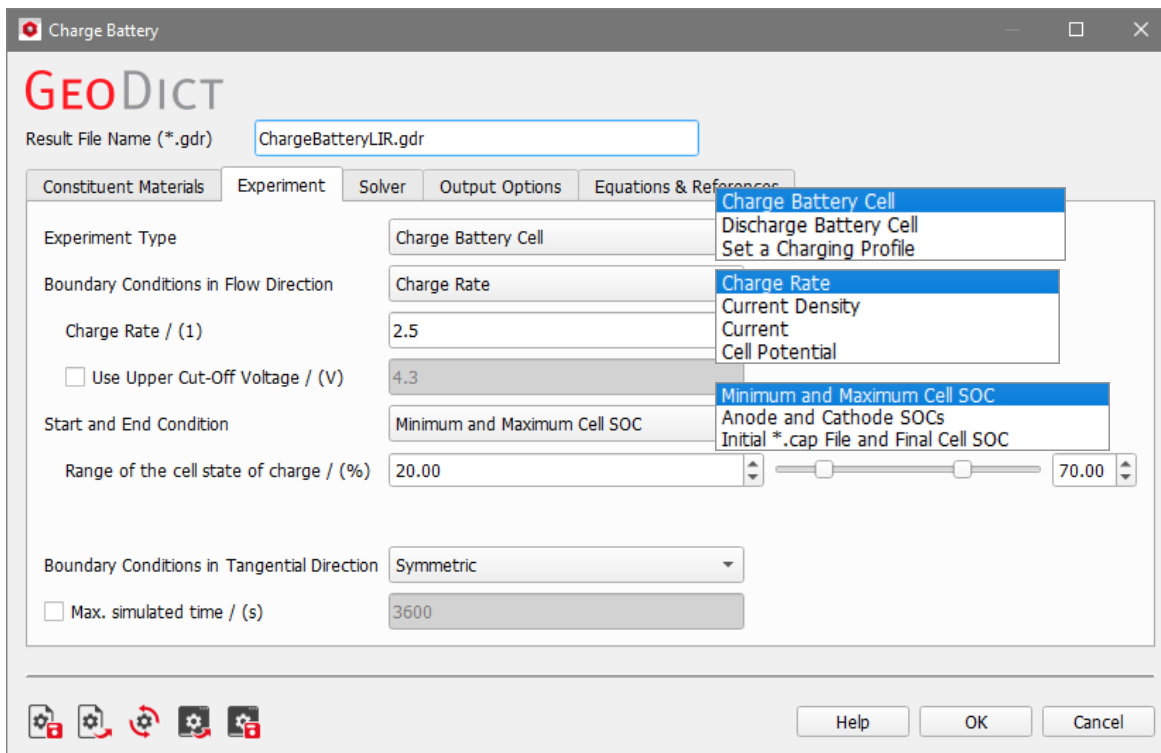 Charge Battery
GEODICT
Result File Name (*.gdr) ChargeBatteryLIR.gdr
Constituent Materials Experiment Solver Output Options Equations & References
Experiment Type Charge Battery Cell
Charge Battery Cell
Discharge Battery Cell
Set a Charging Profile
Boundary Conditions in Flow Direction Charge Rate
Charge Rate
Current Density
Current
Cell Potential
Charge Rate / (1) 2.5
Use Upper Cut-Off Voltage / (V) 4.3
Start and End Condition Minimum and Maximum Cell SOC
Minimum and Maximum Cell SOC
Anode and Cathode SOCs
Initial *.cap File and Final Cell SOC
Range of the cell state of charge / (%) 20.00 70.00
Boundary Conditions in Tangential Direction Symmetric
Max. simulated time / (s) 3600
Help OK Cancel